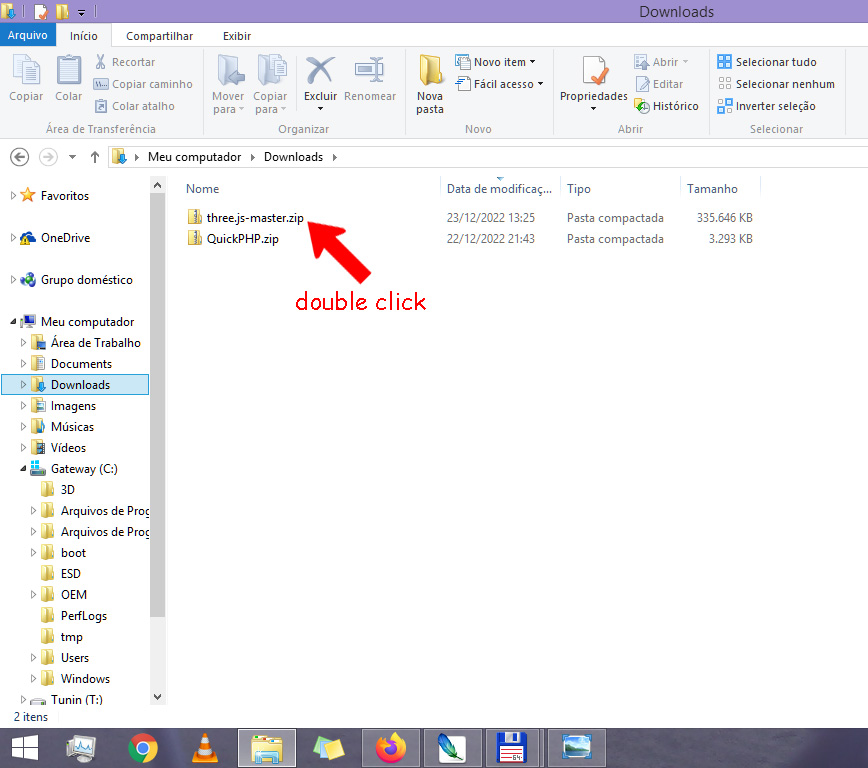 Downloads
Arquivo Início Compartilhar Exibir
Copiar
Colar
Recortar
Copiar caminho
Colar atalho
Mover para
Copiar para
Excluir
Renomear
Nova pasta
Novo item
Fácil acesso
Propriedades
Abrir
Editar
Histórico
Selecionar tudo
Selecionar nenhum
Inverter seleção
Área de Transferência Organizar Novo Abrir Selecionar
Meu computador Downloads
Nome Data de modificaç... Tipo Tamanho
three.js-master.zip 23/12/2022 13:25 Pasta compactada 335.646 KB
QuickPHP.zip 22/12/2022 21:43 Pasta compactada 3.293 KB
double click
Favoritos
OneDrive
Grupo doméstico
Meu computador
Área de Trabalho
Documents
Downloads
Imagens
Músicas
Vídeos
Gateway (C:)
3D
Arquivos de Prog
Arquivos de Prog
boot
ESD
OEM
PerfLogs
tmp
Users
Windows
Tunin (T:)
2 itens
64